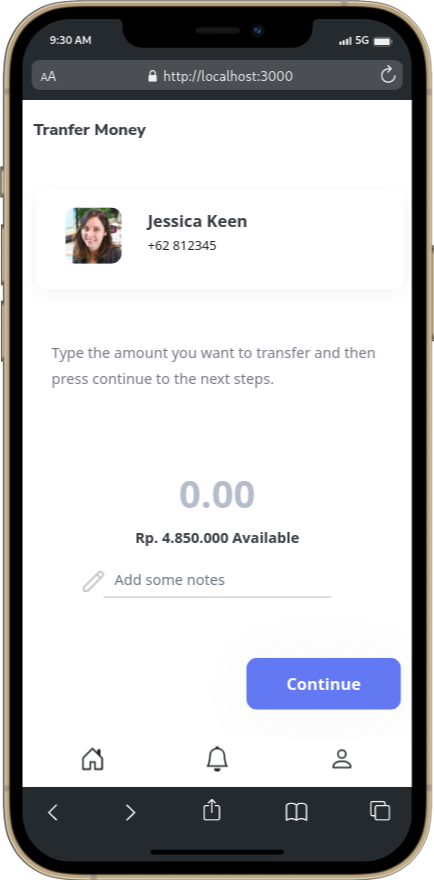 9:30 AM
5G
AA
http://localhost:3000
Tranfer Money
Jessica Keen
+62 812345
Type the amount you want to transfer and then
press continue to the next steps.
0.00
Rp. 4.850.000 Available
Add some notes
Continue